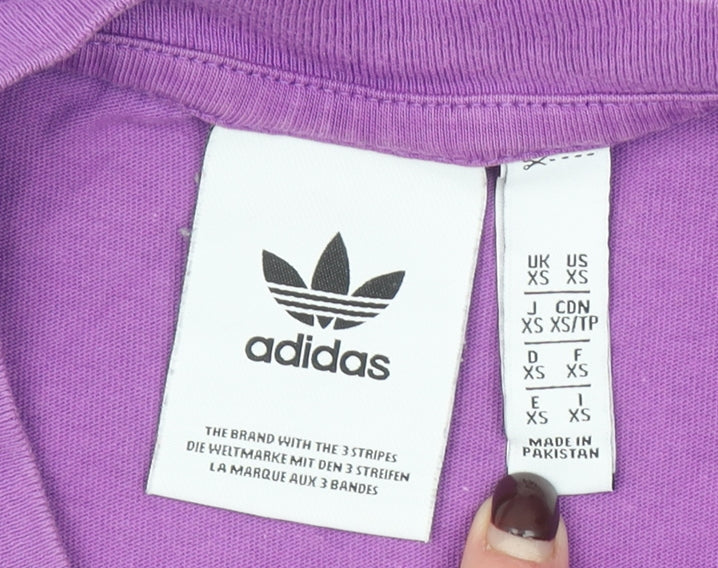 adidas
THE BRAND WITH THE 3 STRIPES
DIE WELTMARKE MIT DEN 3 STREIFEN
LA MARQUE AUX 3 BANDES
UK US
XS XS
J CDN
XS XS/TP
D F
XS XS
E I
XS XS
MADE IN
PAKISTAN